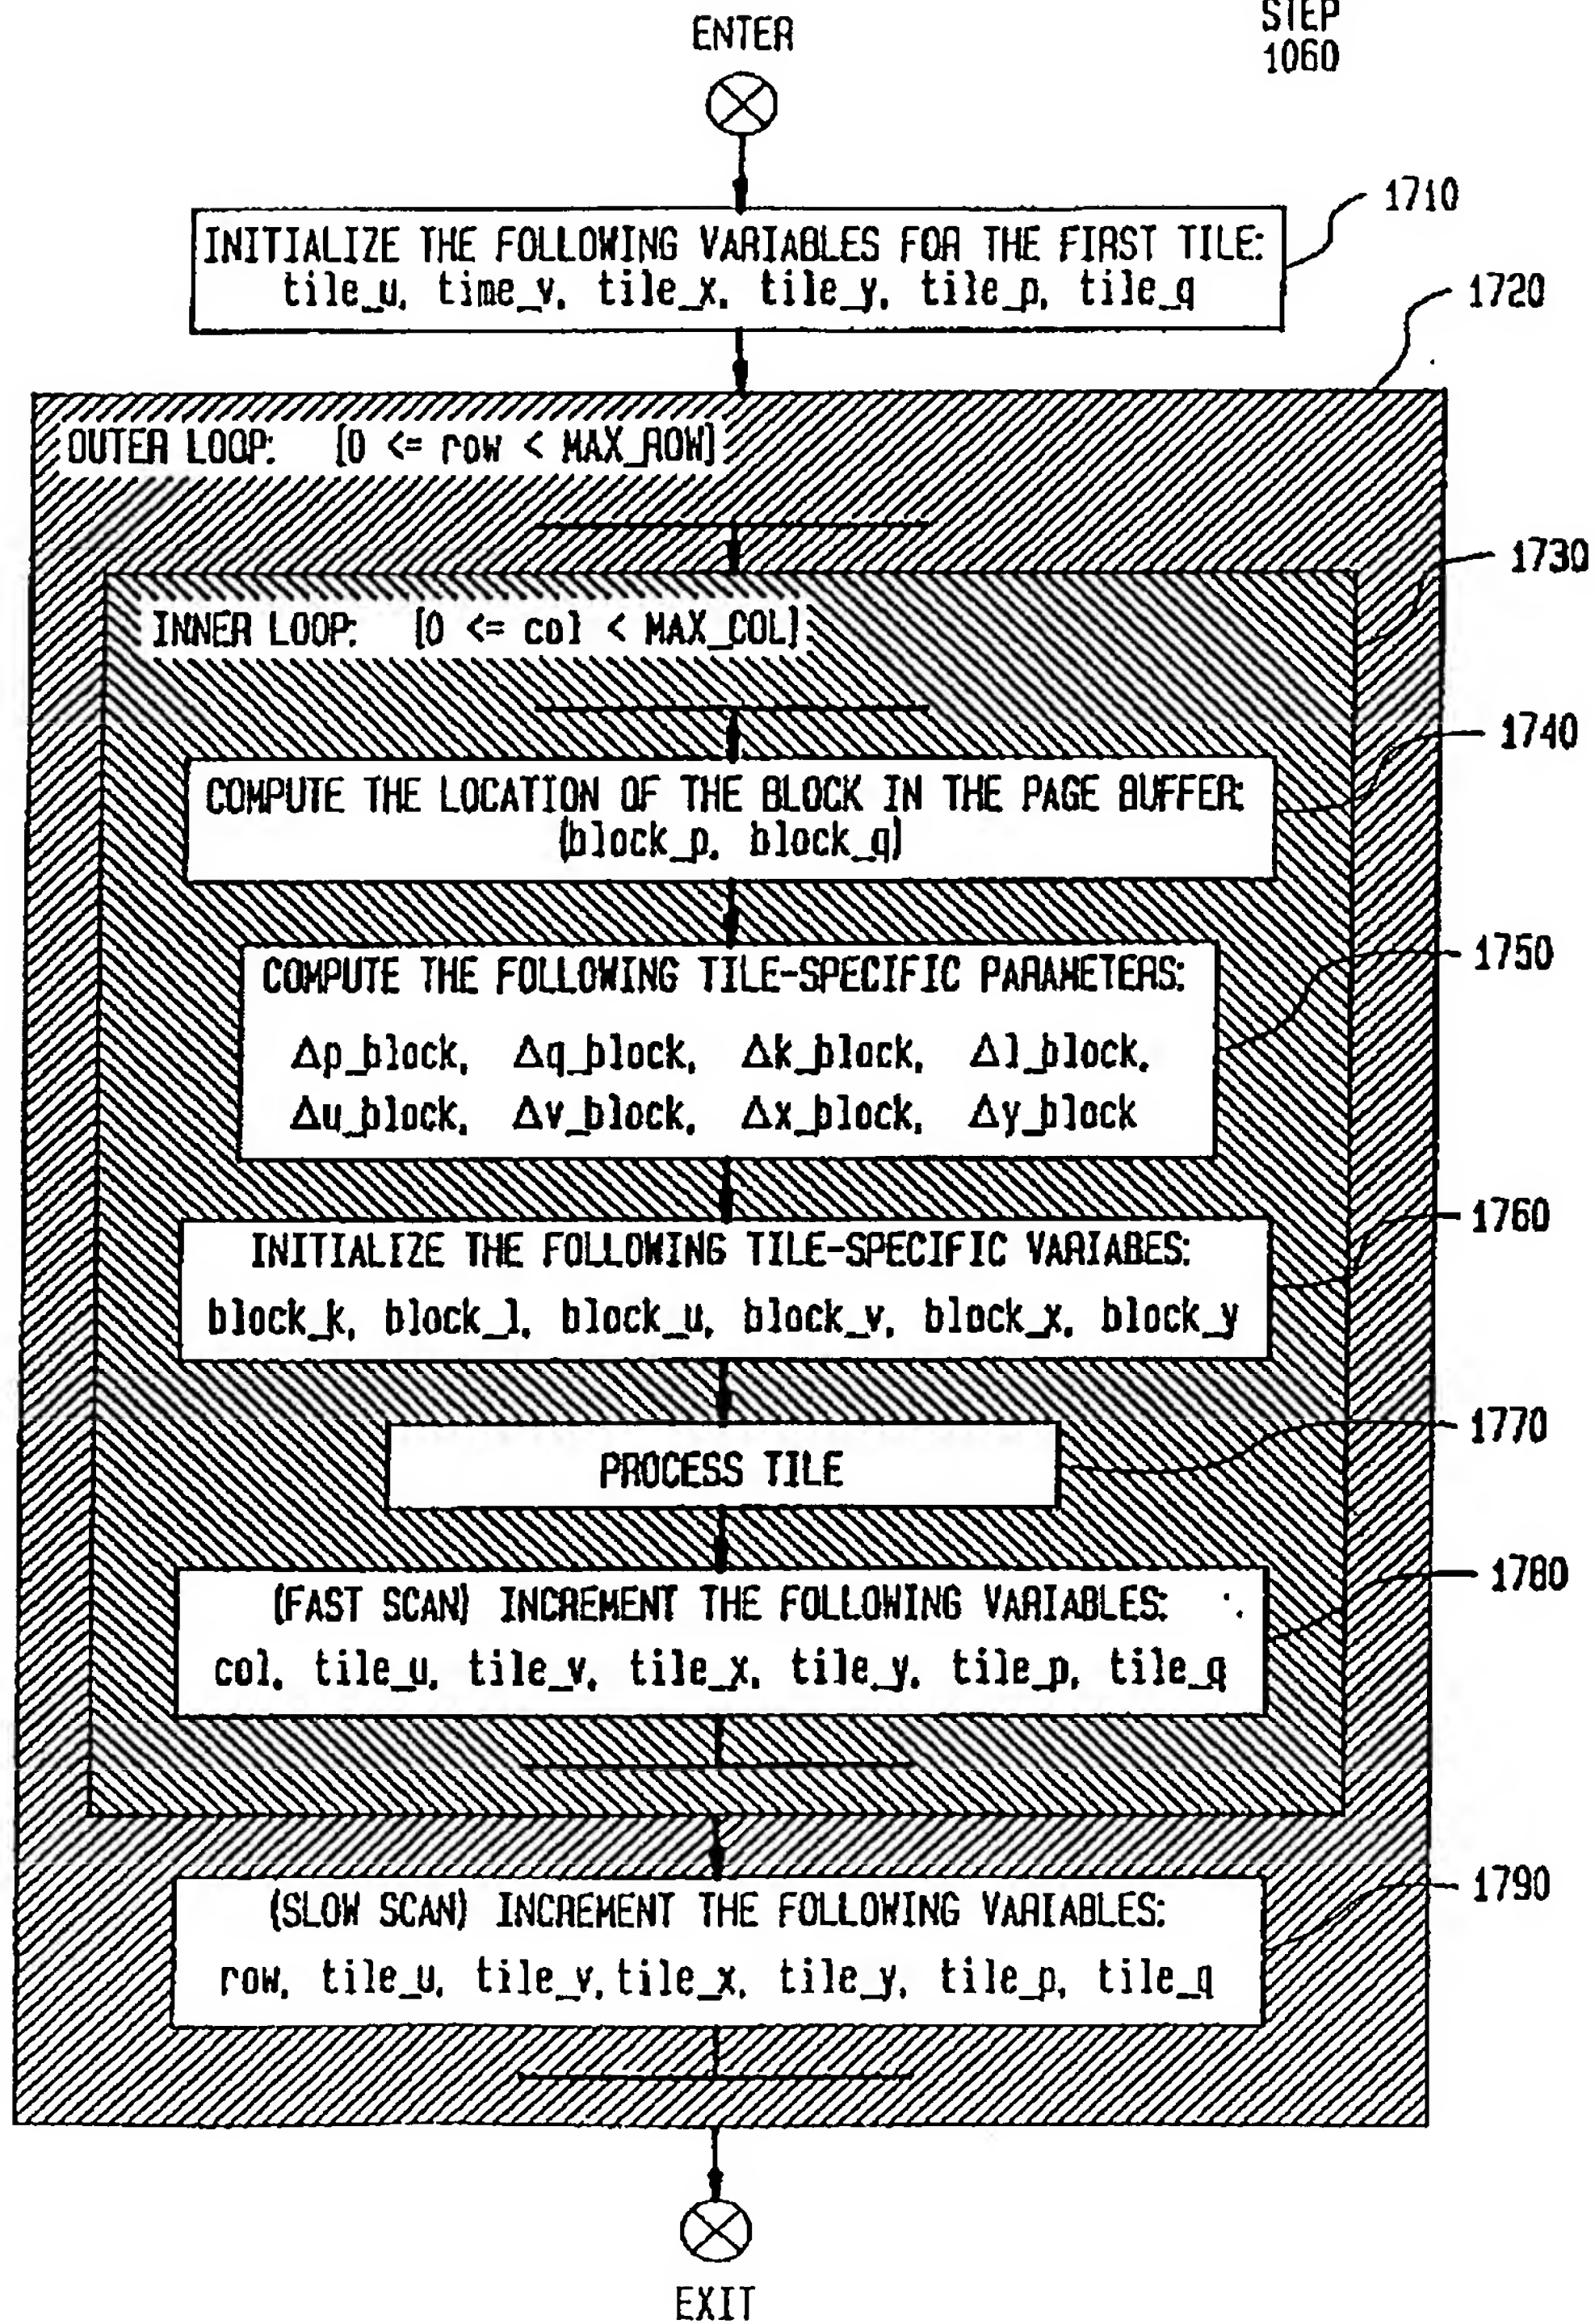 STEP
1060
ENTER
1710
INITIALIZE THE FOLLOWING VARIABLES FOR THE FIRST TILE:
tile_u, time_v, tile_x, tile_y, tile_p, tile_q
1720
OUTER LOOP: [0 <= row < MAX_ROW]
1730
INNER LOOP: [0 <= col < MAX_COL]
1740
COMPUTE THE LOCATION OF THE BLOCK IN THE PAGE BUFFER:
(block_p, block_q)
1750
COMPUTE THE FOLLOWING TILE-SPECIFIC PARAMETERS:
Δp_block, Δq_block, Δk_block, Δl_block,
Δu_block, Δv_block, Δx_block, Δy_block
1760
INITIALIZE THE FOLLOWING TILE-SPECIFIC VARIABES:
block_k, block_l, block_u, block_v, block_x, block_y
1770
PROCESS TILE
1780
(FAST SCAN) INCREMENT THE FOLLOWING VARIABLES:
col, tile_u, tile_v, tile_x, tile_y, tile_p, tile_q
1790
(SLOW SCAN) INCREMENT THE FOLLOWING VARIABLES:
row, tile_u, tile_v, tile_x, tile_y, tile_p, tile_q
EXIT